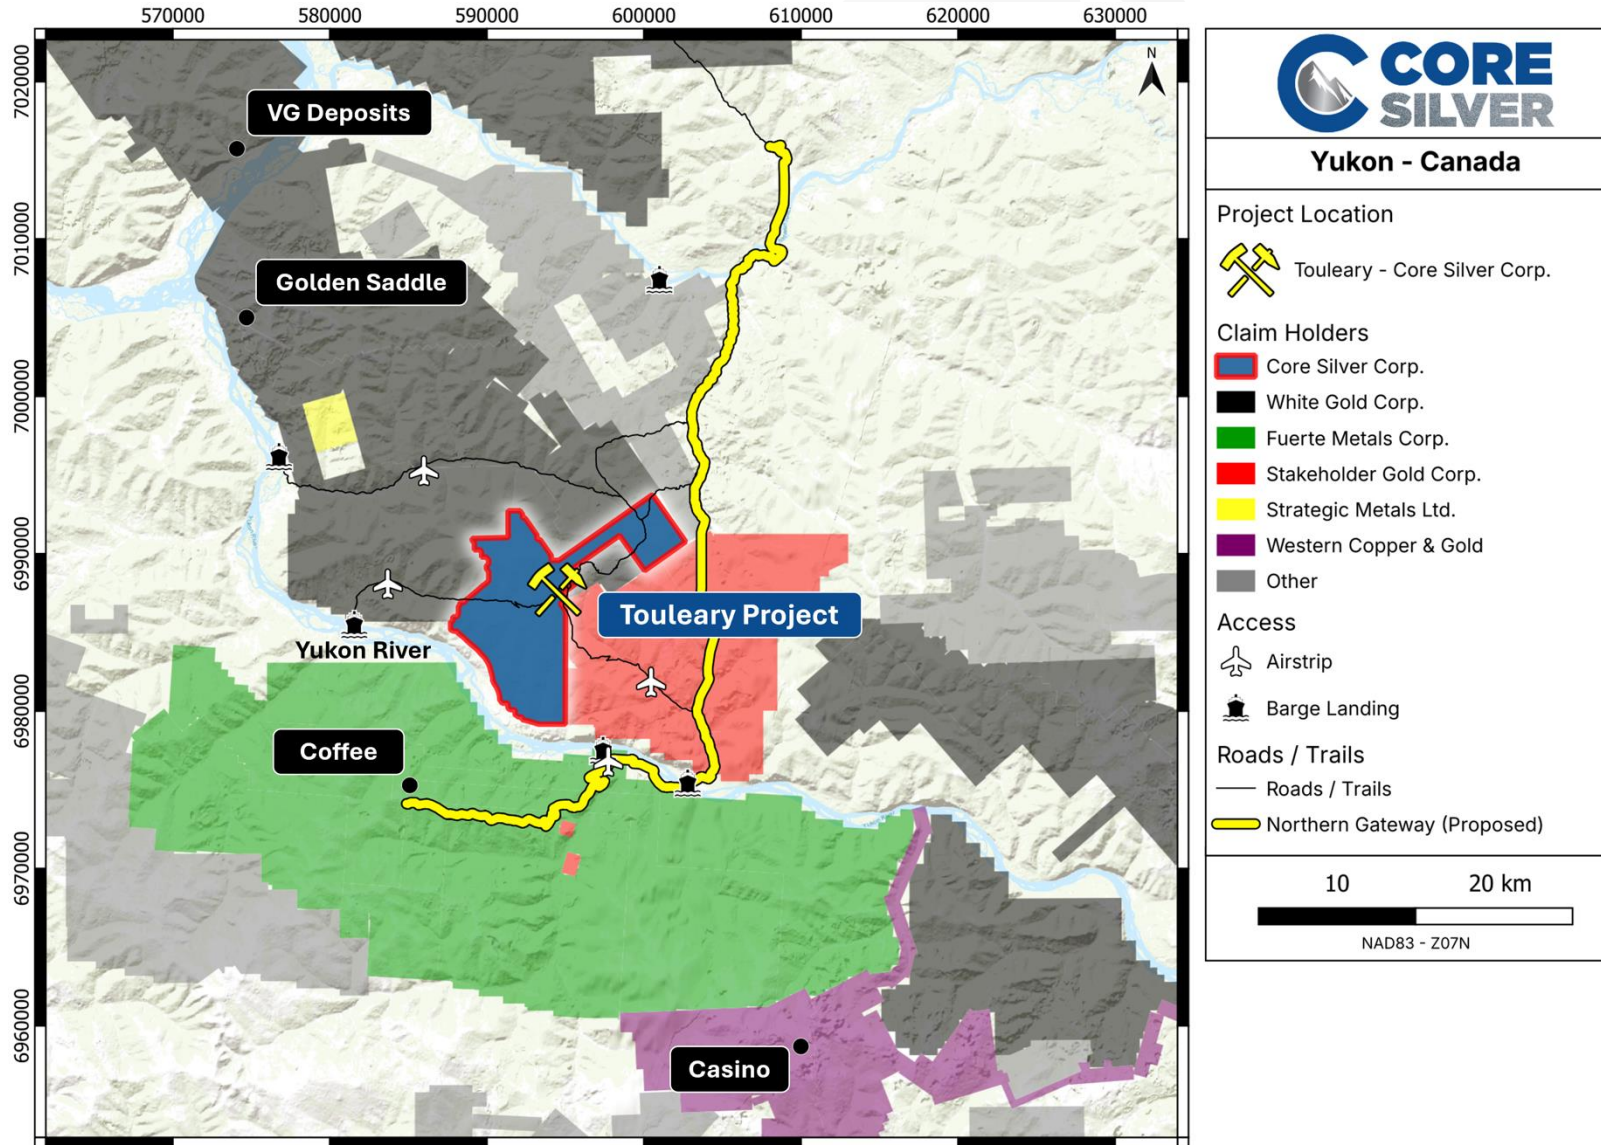 570000 580000 590000 600000 610000 620000 630000
7020000
7010000
7000000
6990000
6980000
6970000
6960000
N
VG Deposits
Golden Saddle
Touleary Project
Yukon River
Coffee
Casino
CORE
SILVER
Yukon - Canada
Project Location
Touleary - Core Silver Corp.
Claim Holders
Core Silver Corp.
White Gold Corp.
Fuerte Metals Corp.
Stakeholder Gold Corp.
Strategic Metals Ltd.
Western Copper & Gold
Other
Access
Airstrip
Barge Landing
Roads / Trails
Roads / Trails
Northern Gateway (Proposed)
10 20 km
NAD83 - Z07N